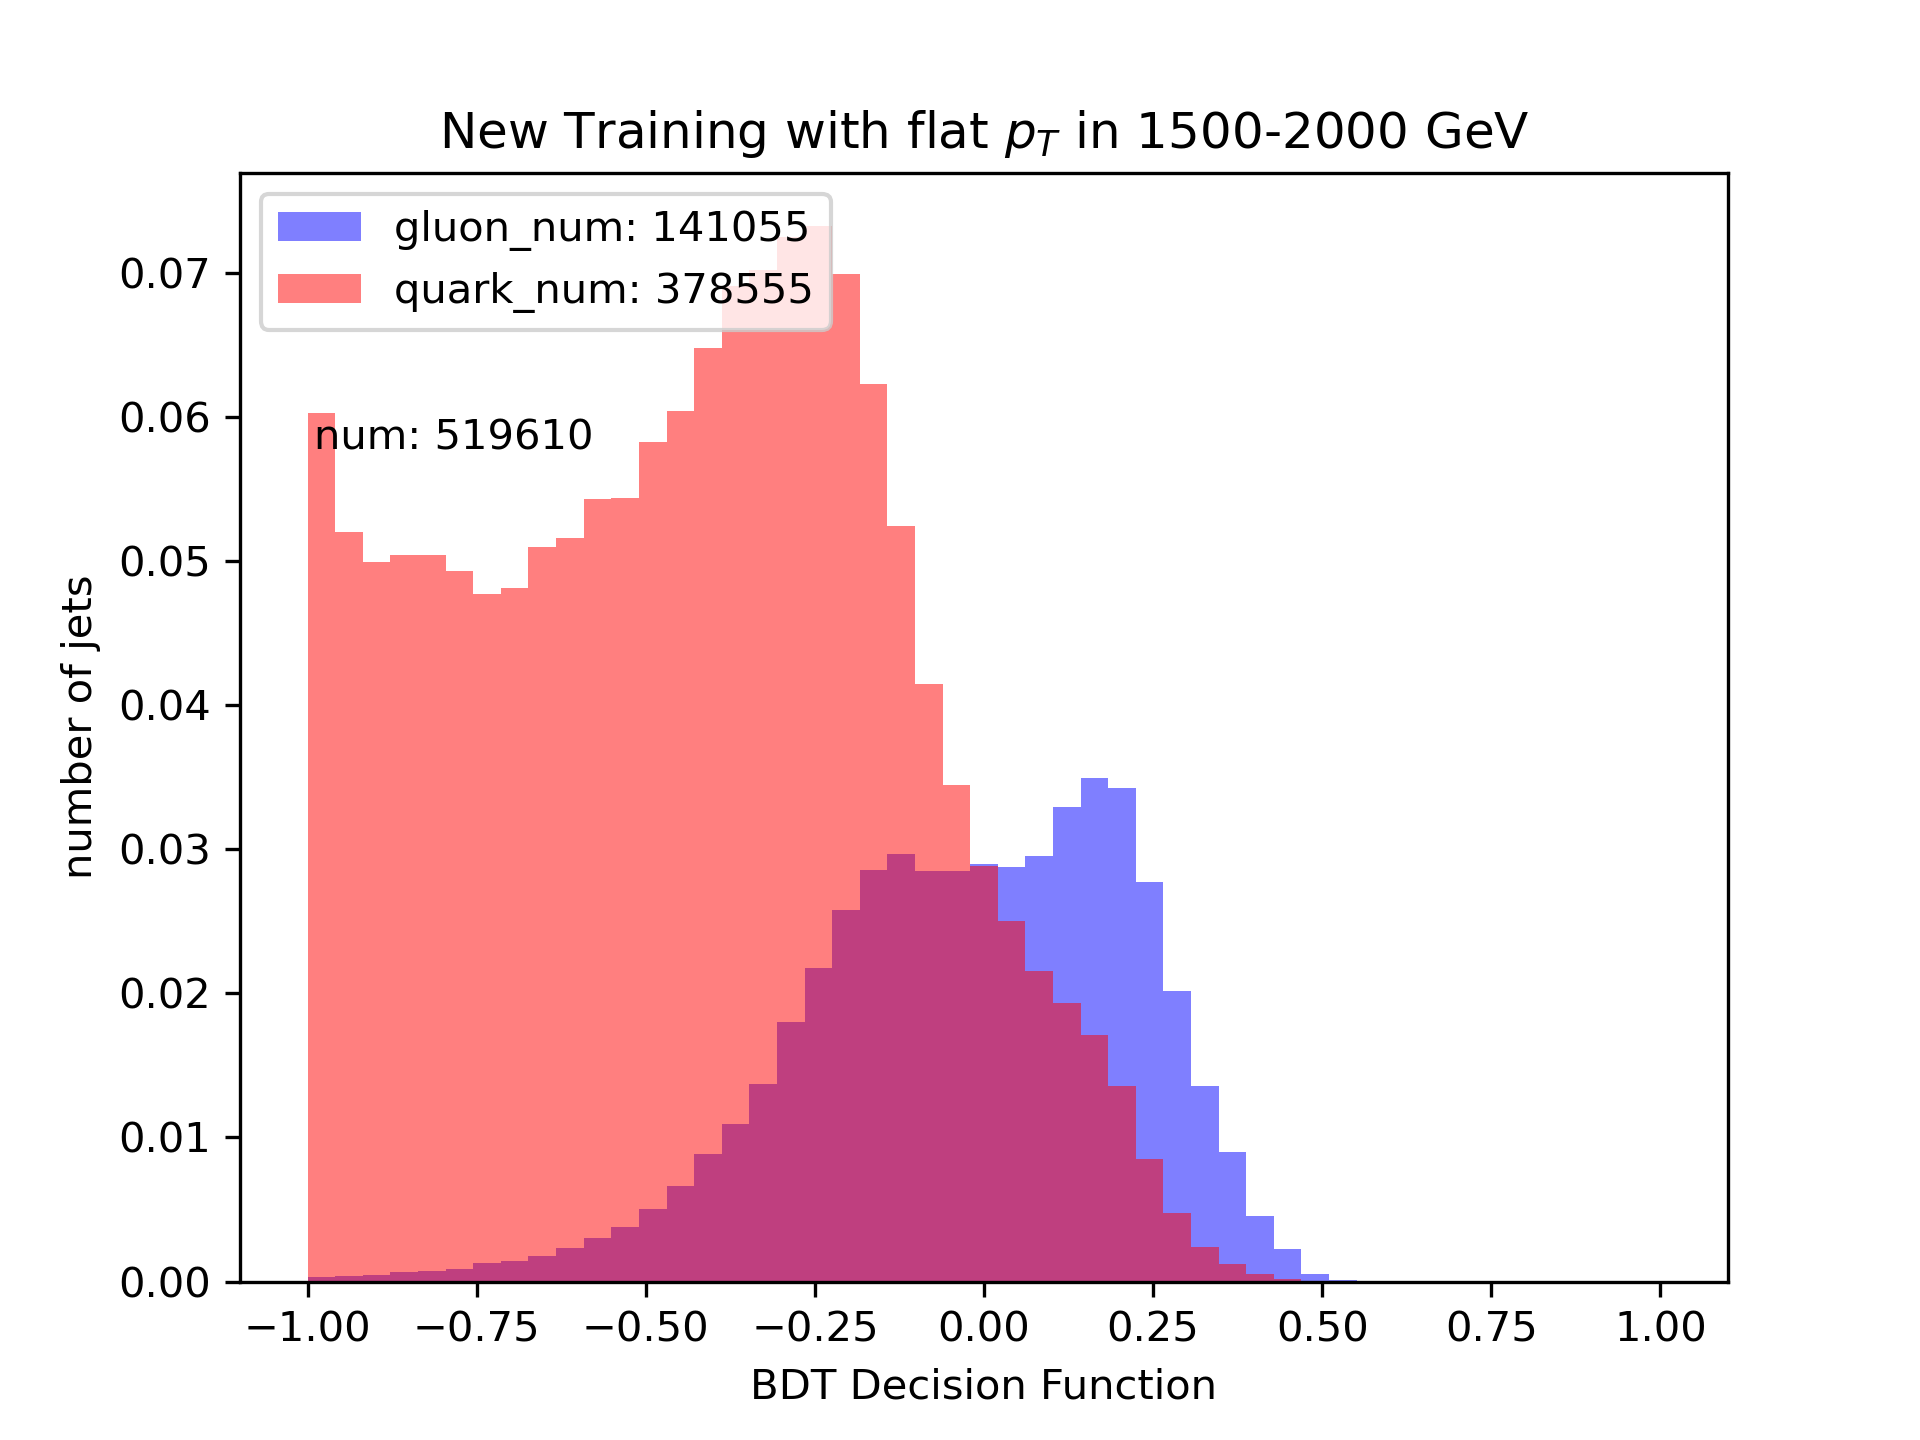 New Training with flat p_T in 1500-2000 GeV
gluon_num: 141055
quark_num: 378555
num: 519610
number of jets
0.07
0.06
0.05
0.04
0.03
0.02
0.01
0.00
−1.00 −0.75 −0.50 −0.25 0.00 0.25 0.50 0.75 1.00
BDT Decision Function